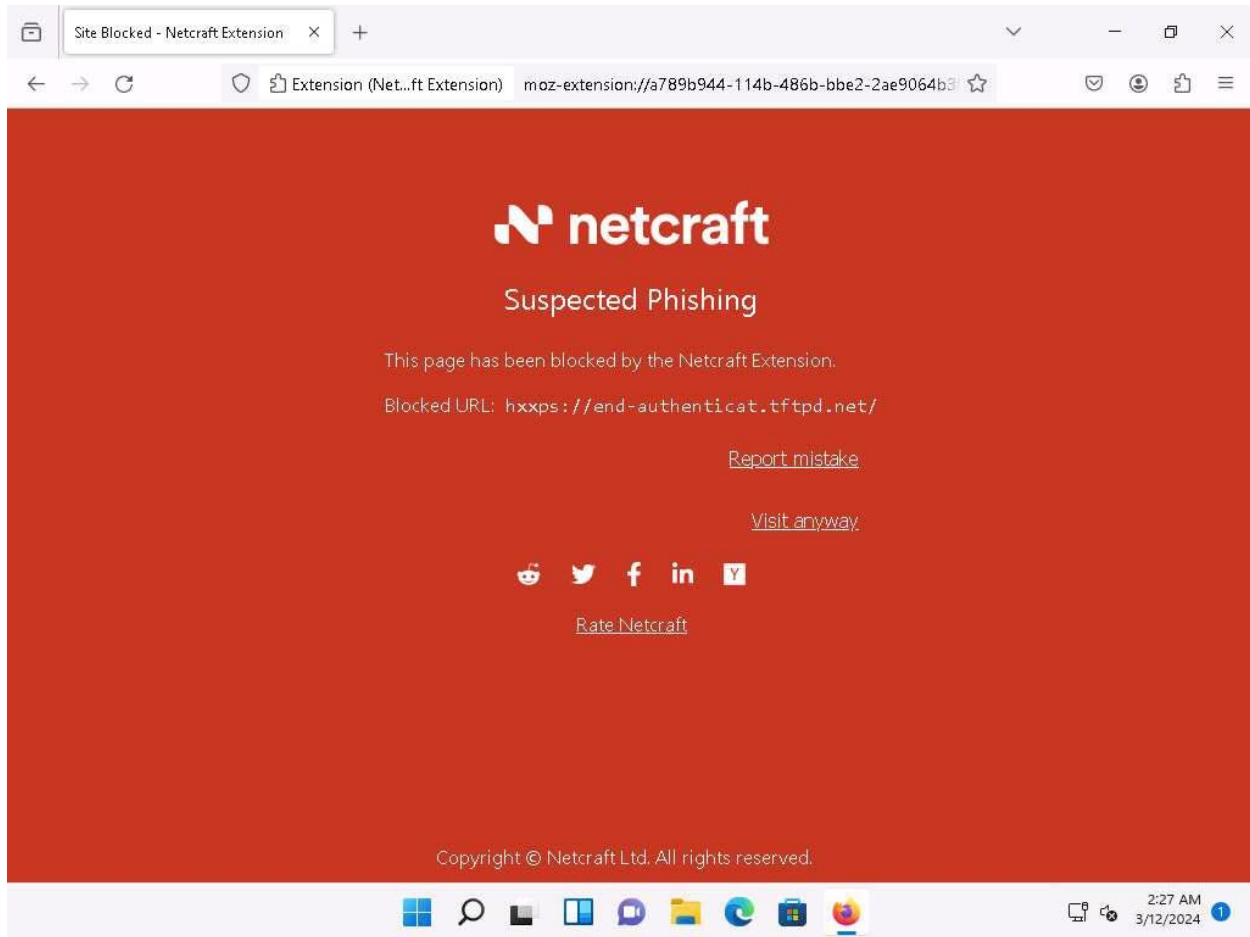 Site Blocked - Netcraft Extension
Extension (Net...ft Extension) moz-extension://a789b944-114b-486b-bbe2-2ae9064b3
netcraft
Suspected Phishing
This page has been blocked by the Netcraft Extension.
Blocked URL: hxxps://end-authenticat.tftpd.net/
Report mistake
Visit anyway
Y
Rate Netcraft
Copyright © Netcraft Ltd. All rights reserved.
2:27 AM
3/12/2024
1